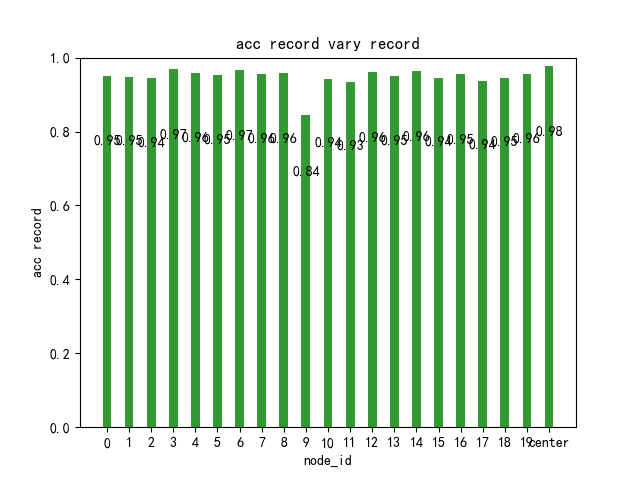 acc record vary record
1.0
0.8
0.6
0.4
0.2
0.0
acc record
0.95 0.95 0.94 0.97 0.96 0.95 0.97 0.96 0.96 0.84 0.94 0.93 0.96 0.95 0.96 0.94 0.95 0.94 0.95 0.96 0.98
0 1 2 3 4 5 6 7 8 9 10 11 12 13 14 15 16 17 18 19 center
node_id